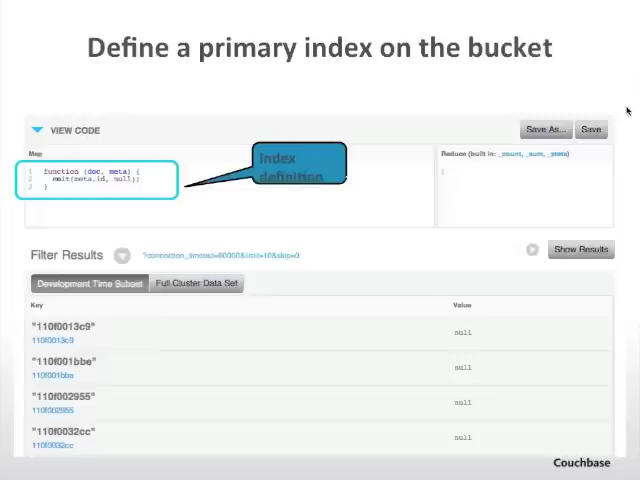 Define a primary index on the bucket
VIEW CODE
Save As...
Save
Map
Reduce (built in: _count, _sum, _stats)
1 function (doc, meta) {
2 emit(meta.id, null);
3 }
1
Index
definition
Filter Results
?connection_timeout=60000&limit=10&skip=0
Show Results
Development Time Subset
Full Cluster Data Set
Key
Value
"110f0013c9"
110f0013c9
null
"110f001bbe"
110f001bbe
null
"110f002955"
110f002955
null
"110f0032cc"
110f0032cc
null
Couchbase